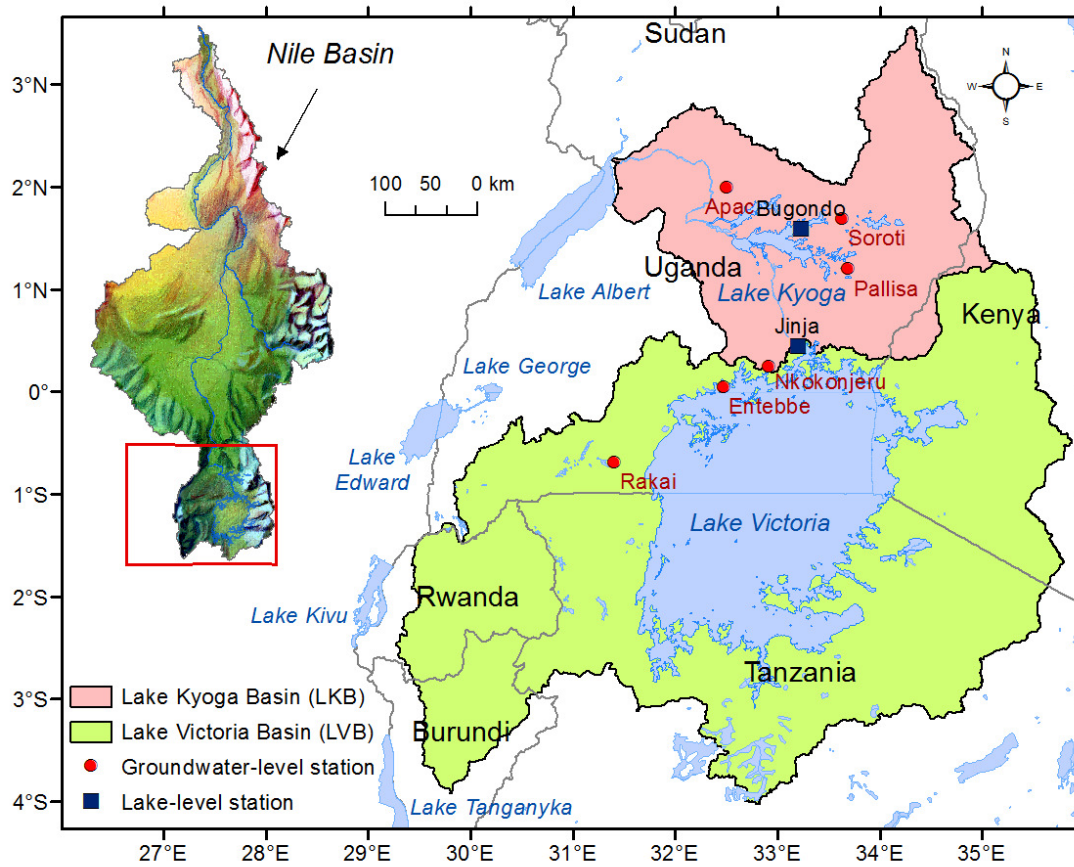 Sudan
Nile Basin
N
W E
S
3°N
2°N
1°N
0°
1°S
2°S
3°S
4°S
100 50 0 km
Apac
Bugondo
Soroti
Uganda
Pallisa
Lake Albert
Lake Kyoga
Kenya
Jinja
Lake George
Nkokonjeru
Entebbe
Lake
Edward
Rakai
Lake Victoria
Rwanda
Lake Kivu
Tanzania
Burundi
Lake Tanganyka
Lake Kyoga Basin (LKB)
Lake Victoria Basin (LVB)
Groundwater-level station
Lake-level station
27°E 28°E 29°E 30°E 31°E 32°E 33°E 34°E 35°E